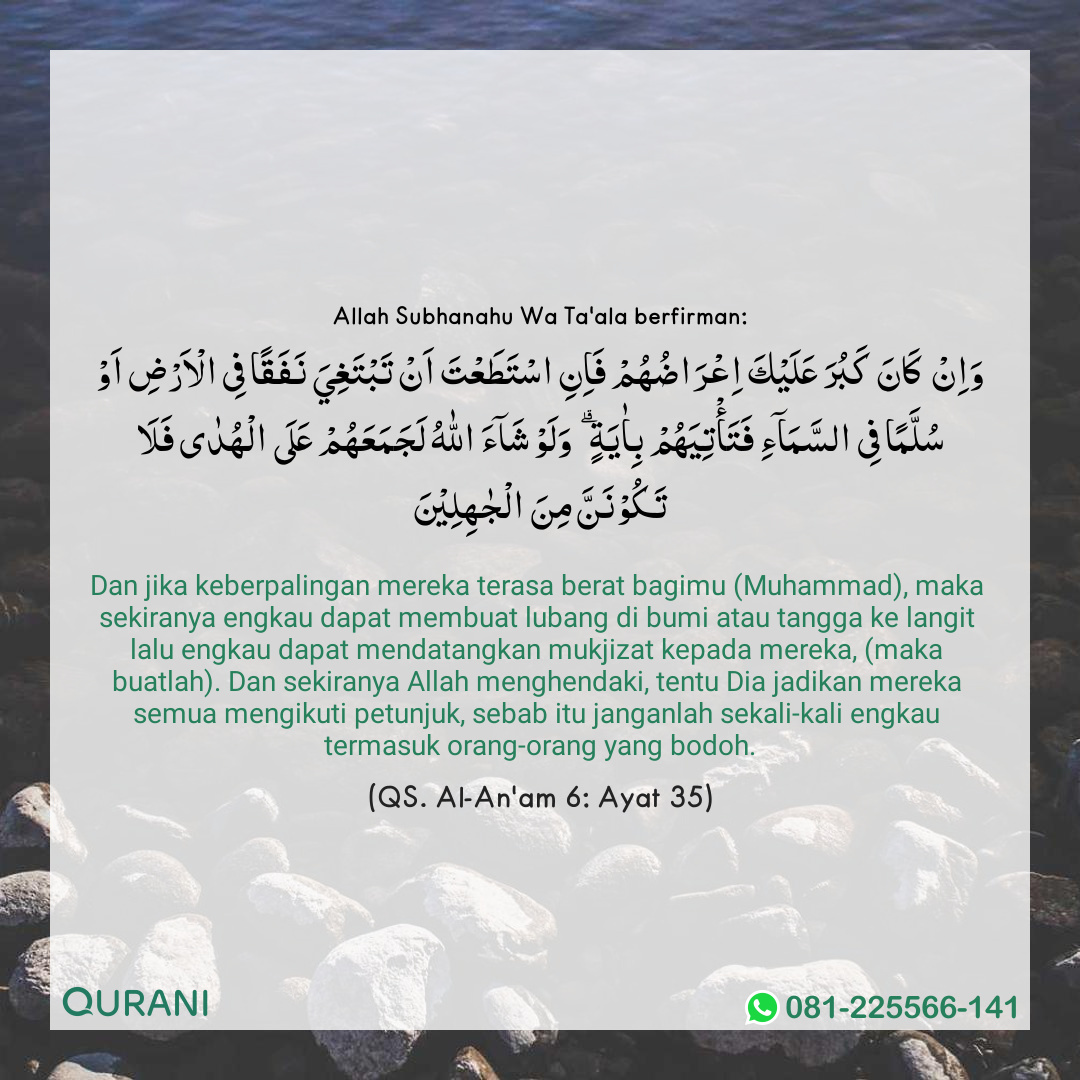 Allah Subhanahu Wa Ta'ala berfirman:
وَاِنْ كَانَ كَبُرَ عَلَيْكَ اِعْرَاضُهُمْ فَاِنِ اسْتَطَعْتَ اَنْ تَبْتَغِيَ نَفَقًا فِى الْاَرْضِ اَوْ
سُلَّمًا فِى السَّمَآءِ فَتَأْتِيَهُمْ بِاٰيَةٍ ۗ وَلَوْ شَآءَ اللّٰهُ لَجَمَعَهُمْ عَلَى الْهُدٰى فَلَا
تَكُوْنَنَّ مِنَ الْجٰهِلِيْنَ
Dan jika keberpalingan mereka terasa berat bagimu (Muhammad), maka
sekiranya engkau dapat membuat lubang di bumi atau tangga ke langit
lalu engkau dapat mendatangkan mukjizat kepada mereka, (maka
buatlah). Dan sekiranya Allah menghendaki, tentu Dia jadikan mereka
semua mengikuti petunjuk, sebab itu janganlah sekali-kali engkau
termasuk orang-orang yang bodoh.
(QS. Al-An'am 6: Ayat 35)
QURANI
081-225566-141